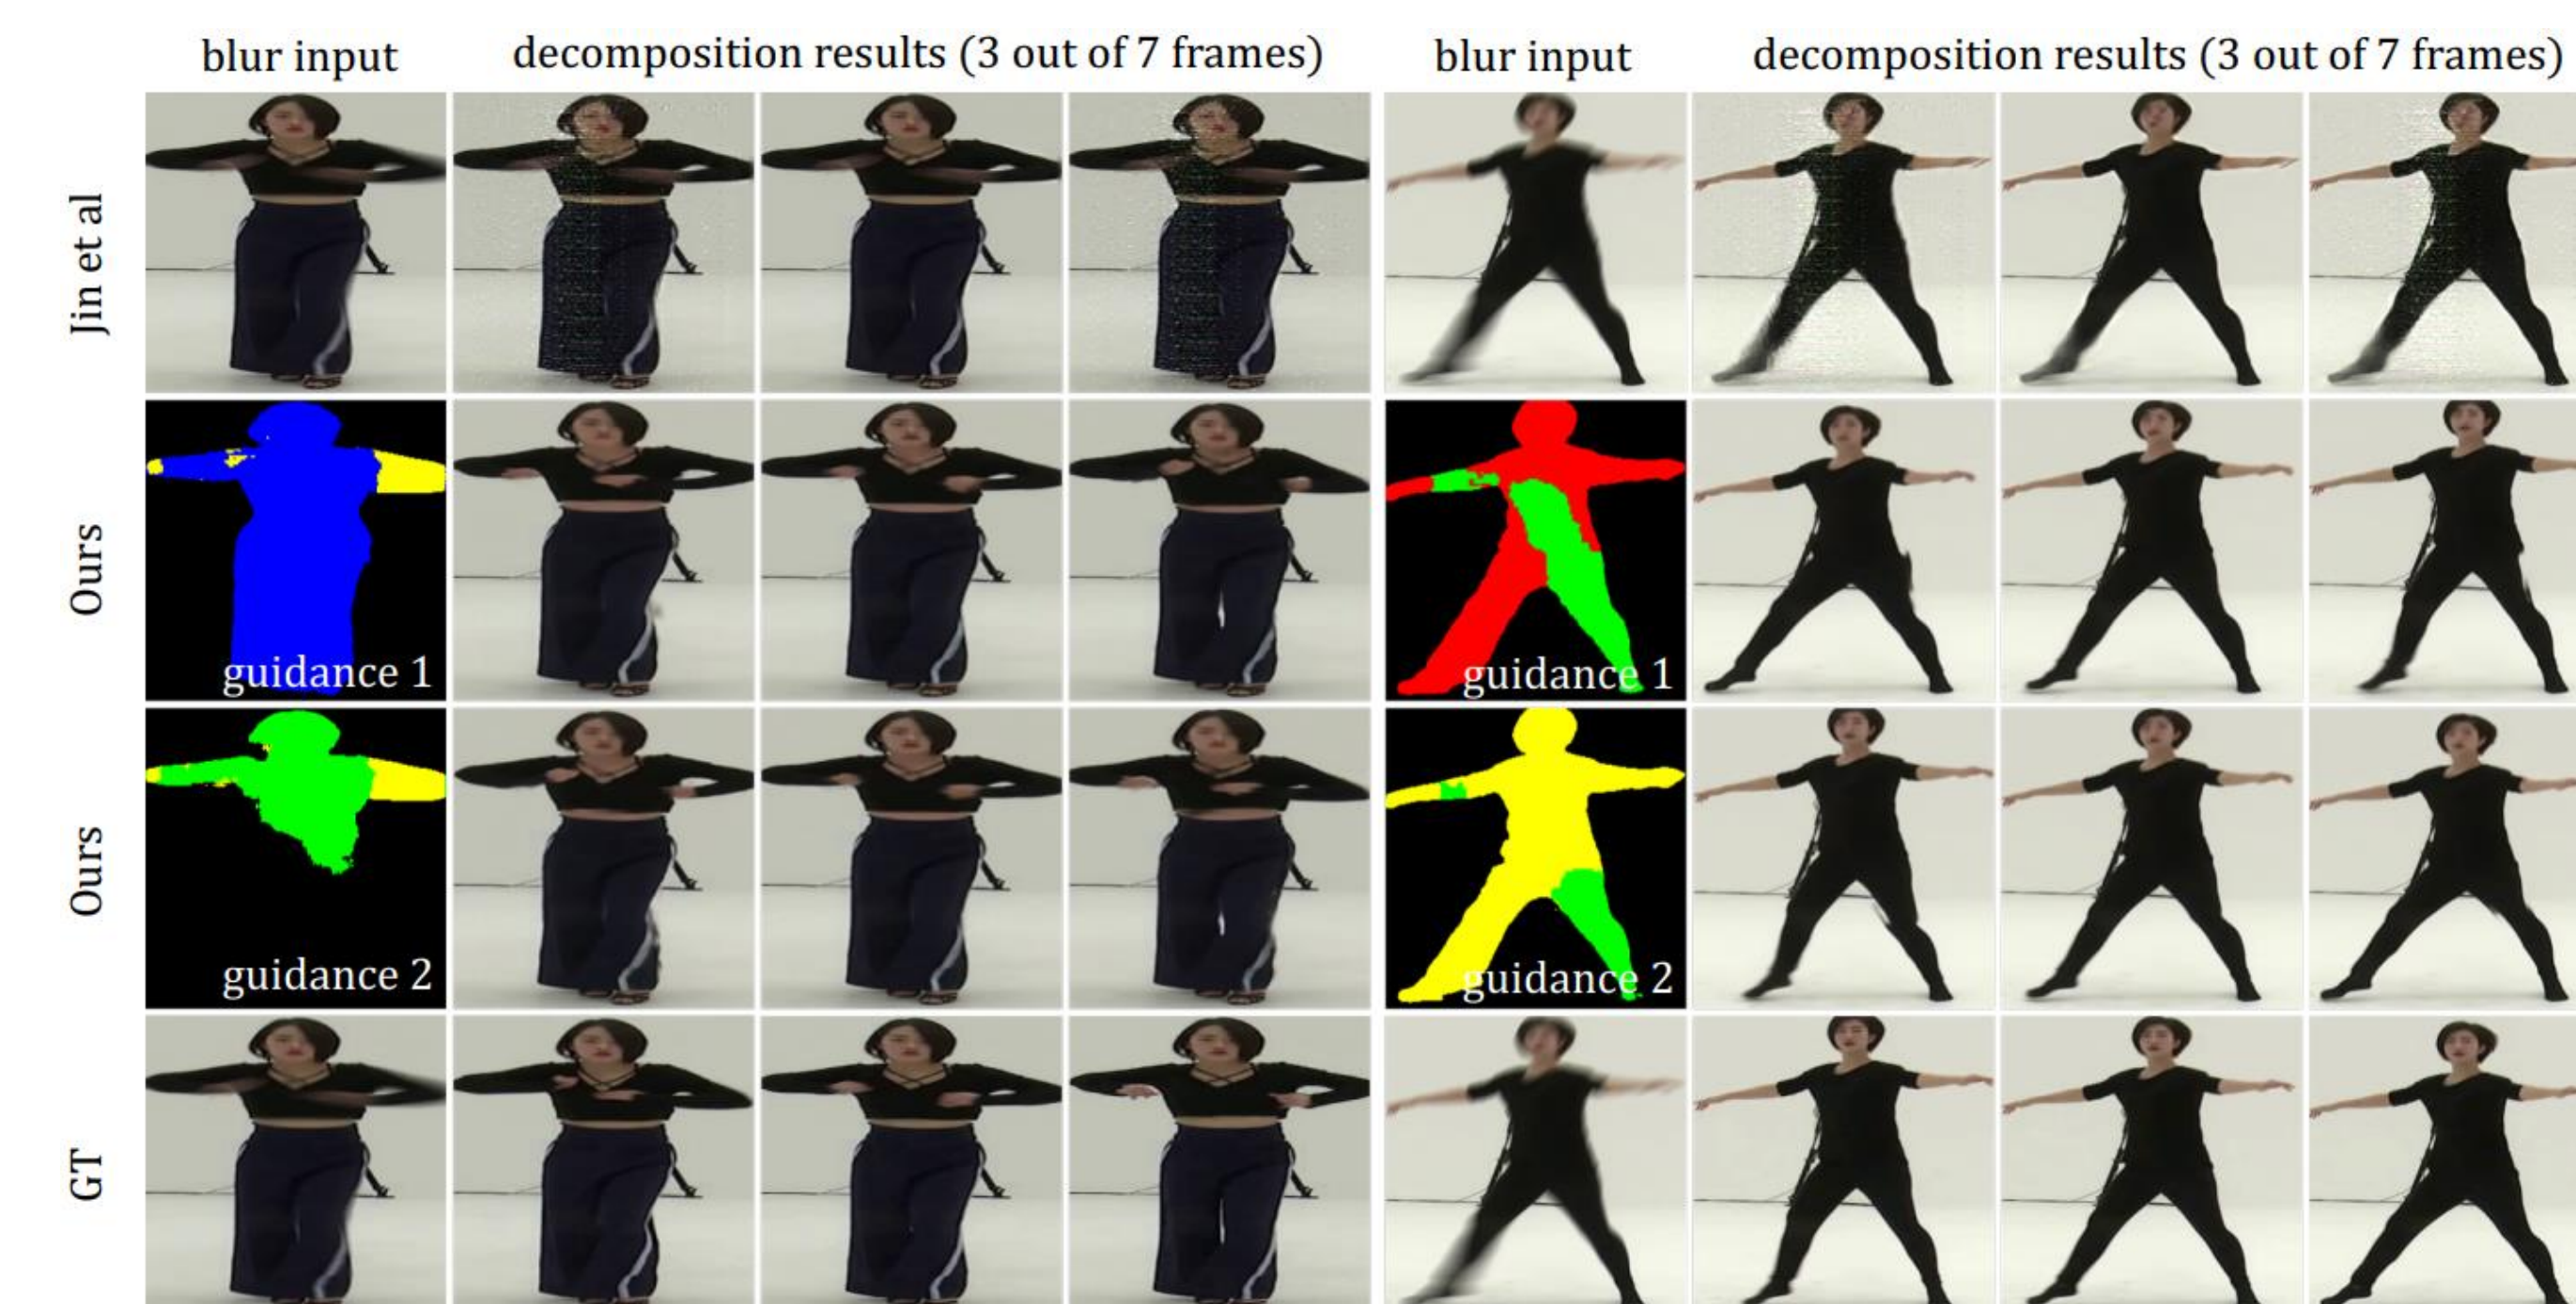 blur input
decomposition results (3 out of 7 frames)
blur input
decomposition results (3 out of 7 frames)
Jin et al
Ours
guidance 1
guidance 1
Ours
guidance 2
guidance 2
GT